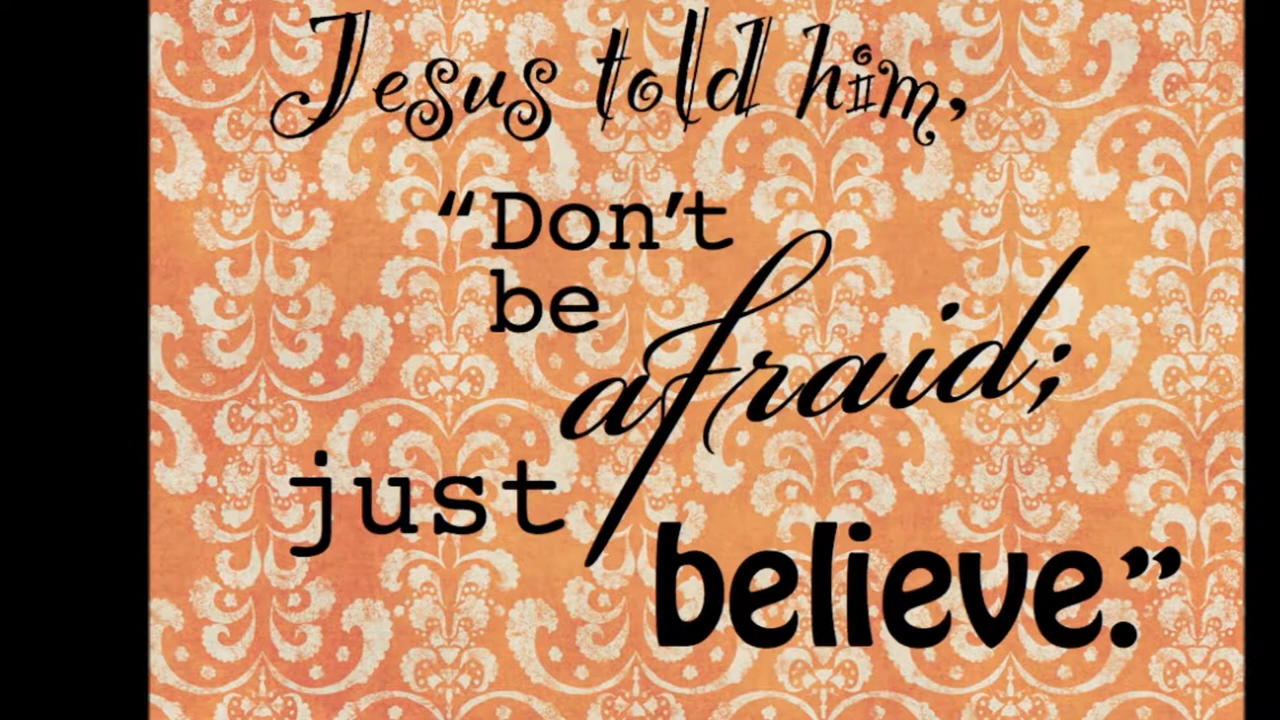 Jesus told him,
“Don’t
be
afraid;
just
believe.”